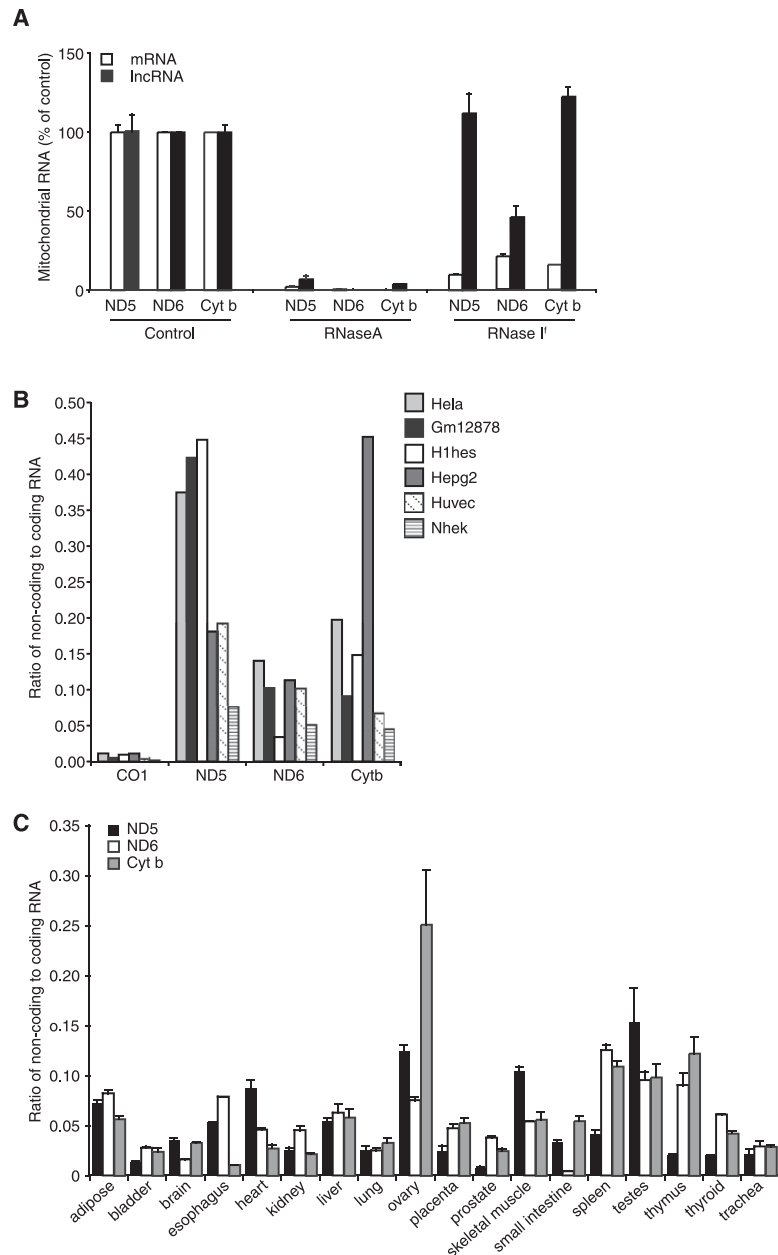 A
Mitochondrial RNA (% of control)
150
100
50
0
mRNA
lncRNA
ND5 ND6 Cyt b
Control
ND5 ND6 Cyt b
RNaseA
ND5 ND6 Cyt b
RNase Iᶠ
B
Ratio of non-coding to coding RNA
0.50
0.45
0.40
0.35
0.30
0.25
0.20
0.15
0.10
0.05
0.00
CO1 ND5 ND6 Cytb
Hela
Gm12878
H1hes
Hepg2
Huvec
Nhek
C
Ratio of non-coding to coding RNA
0.35
0.30
0.25
0.20
0.15
0.10
0.05
0
ND5
ND6
Cyt b
adipose
bladder
brain
esophagus
heart
kidney
liver
lung
ovary
placenta
prostate
skeletal muscle
small intestine
spleen
testes
thymus
thyroid
trachea